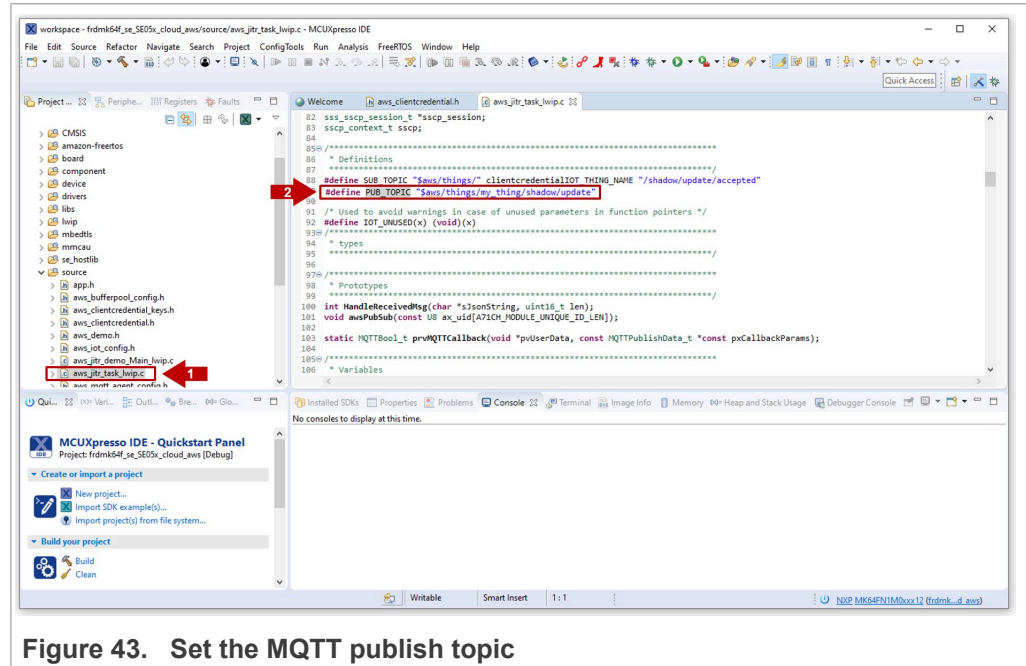 workspace - frdmk64f_se_SE05x_cloud_aws/source/aws_jitr_task_lwip.c - MCUXpresso IDE
File Edit Source Refactor Navigate Search Project ConfigTools Run Analysis FreeRTOS Window Help
Quick Access
Project ... Periphe... Registers Faults
Welcome aws_clientcredential.h aws_jitr_task_lwip.c
CMSIS
amazon-freertos
board
component
device
drivers
libs
lwip
mbedtls
mmcau
se_hostlib
source
app.h
aws_bufferpool_config.h
aws_clientcredential_keys.h
aws_clientcredential.h
aws_demo.h
aws_iot_config.h
aws_jitr_demo_Main_lwip.c
aws_jitr_task_lwip.c
1
aws_mqtt_agent_config.h
82 sss_sscp_session_t *sscp_session;
83 sscp_context_t sscp;
84
85 /*******************************************************************************
86 * Definitions
87 ******************************************************************************/
88 #define SUB_TOPIC "$aws/things/" clientcredentialIOT_THING_NAME "/shadow/update/accepted"
2 #define PUB_TOPIC "$aws/things/my_thing/shadow/update"
90
91 /* Used to avoid warnings in case of unused parameters in function pointers */
92 #define IOT_UNUSED(x) (void)(x)
93 /*******************************************************************************
94 * types
95 ******************************************************************************/
96
97 /*******************************************************************************
98 * Prototypes
99 ******************************************************************************/
100 int HandleReceivedMsg(char *sJsonString, uint16_t len);
101 void awsPubSub(const U8 ax_uid[A71CH_MODULE_UNIQUE_ID_LEN]);
102
103 static MQTTBool_t prvMQTTCallback(void *pvUserData, const MQTTPublishData_t *const pxCallbackParams);
104
105 /*******************************************************************************
106 * Variables
Qui... Vari... Outl... Bre... Glo...
Installed SDKs Properties Problems Console Terminal Image Info Memory Heap and Stack Usage Debugger Console
No consoles to display at this time.
IDE
MCUXpresso IDE - Quickstart Panel
Project: frdmk64f_se_SE05x_cloud_aws [Debug]
Create or import a project
New project...
Import SDK example(s)...
Import project(s) from file system...
Build your project
Build
Clean
Writable Smart Insert 1 : 1 NXP MK64FN1M0xxx12 (frdmk...d_aws)
Figure 43. Set the MQTT publish topic